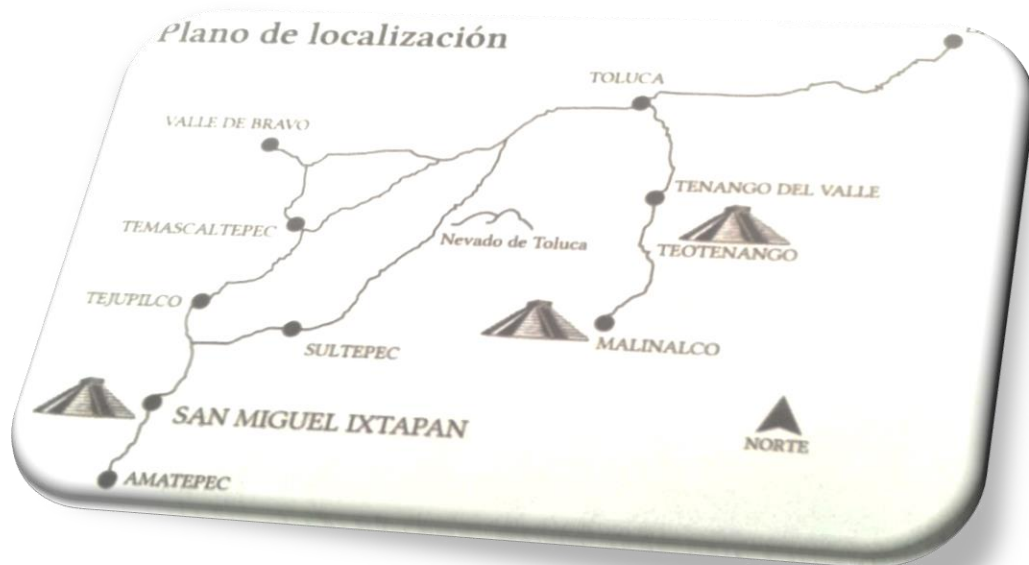 Plano de localización
TOLUCA
VALLE DE BRAVO
TENANGO DEL VALLE
TEMASCALTEPEC
Nevado de Toluca
TEOTENANGO
TEJUPILCO
SULTEPEC
MALINALCO
SAN MIGUEL IXTAPAN
NORTE
AMATEPEC